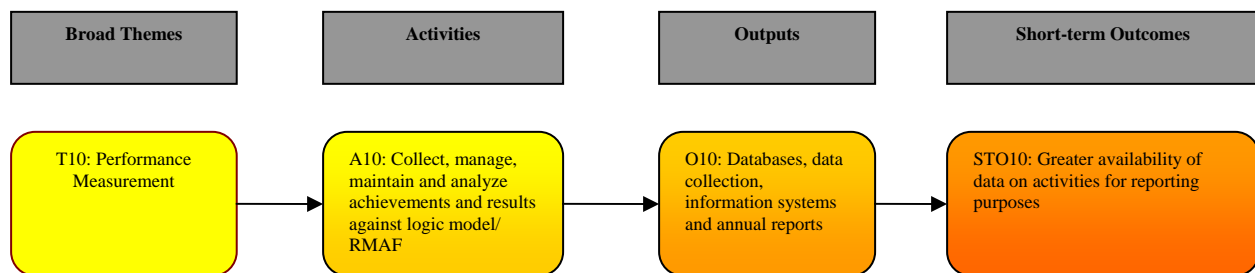 Broad Themes
Activities
Outputs
Short-term Outcomes
T10: Performance
Measurement
A10: Collect, manage,
maintain and analyze
achievements and results
against logic model/
RMAF
O10: Databases, data
collection,
information systems
and annual reports
STO10: Greater availability of
data on activities for reporting
purposes